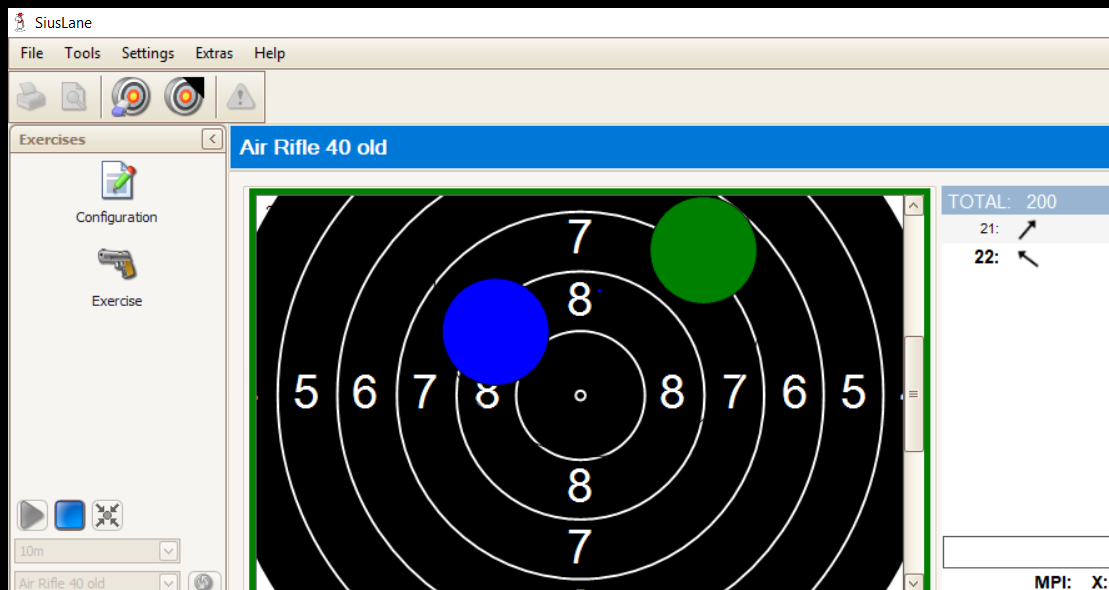 SiusLane
File Tools Settings Extras Help
Exercises
Air Rifle 40 old
Configuration
Exercise
TOTAL: 200
21:
22:
7
8
5 6 7 8 8 7 6 5
8
7
10m
Air Rifle 40 old
MPI: X: